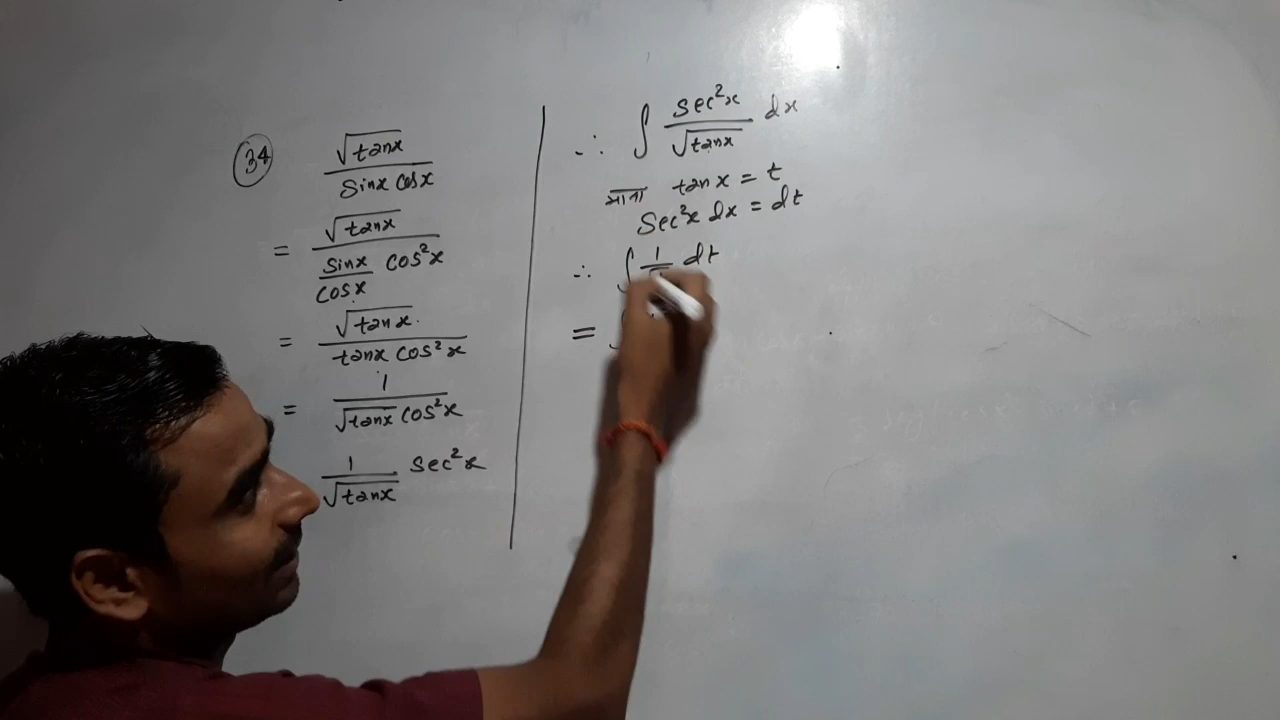 34 √tanx / sinx cosx
= √tanx / (sinx / cosx) cos²x
= √tanx / tanx cos²x
= 1 / √tanx cos²x
1 / √tanx sec²x
∴ ∫ sec²x / √tanx dx
माना tan x = t
Sec²x dx = dt
∴ ∫ 1 / √ dt
= ∫